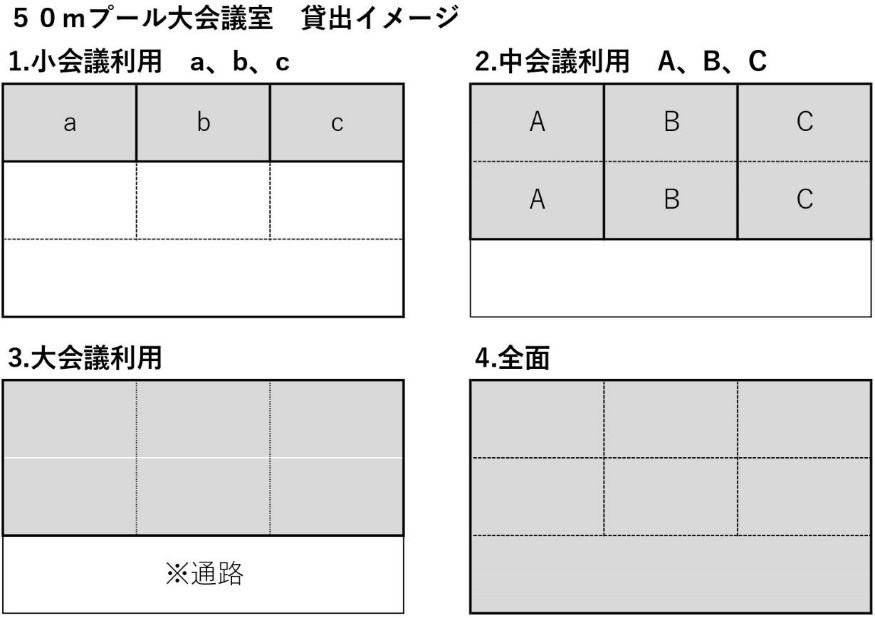 ５０ｍプール大会議室　貸出イメージ
1.小会議利用　a、b、c
a b c
2.中会議利用　A、B、C
A B C
A B C
3.大会議利用
※通路
4.全面